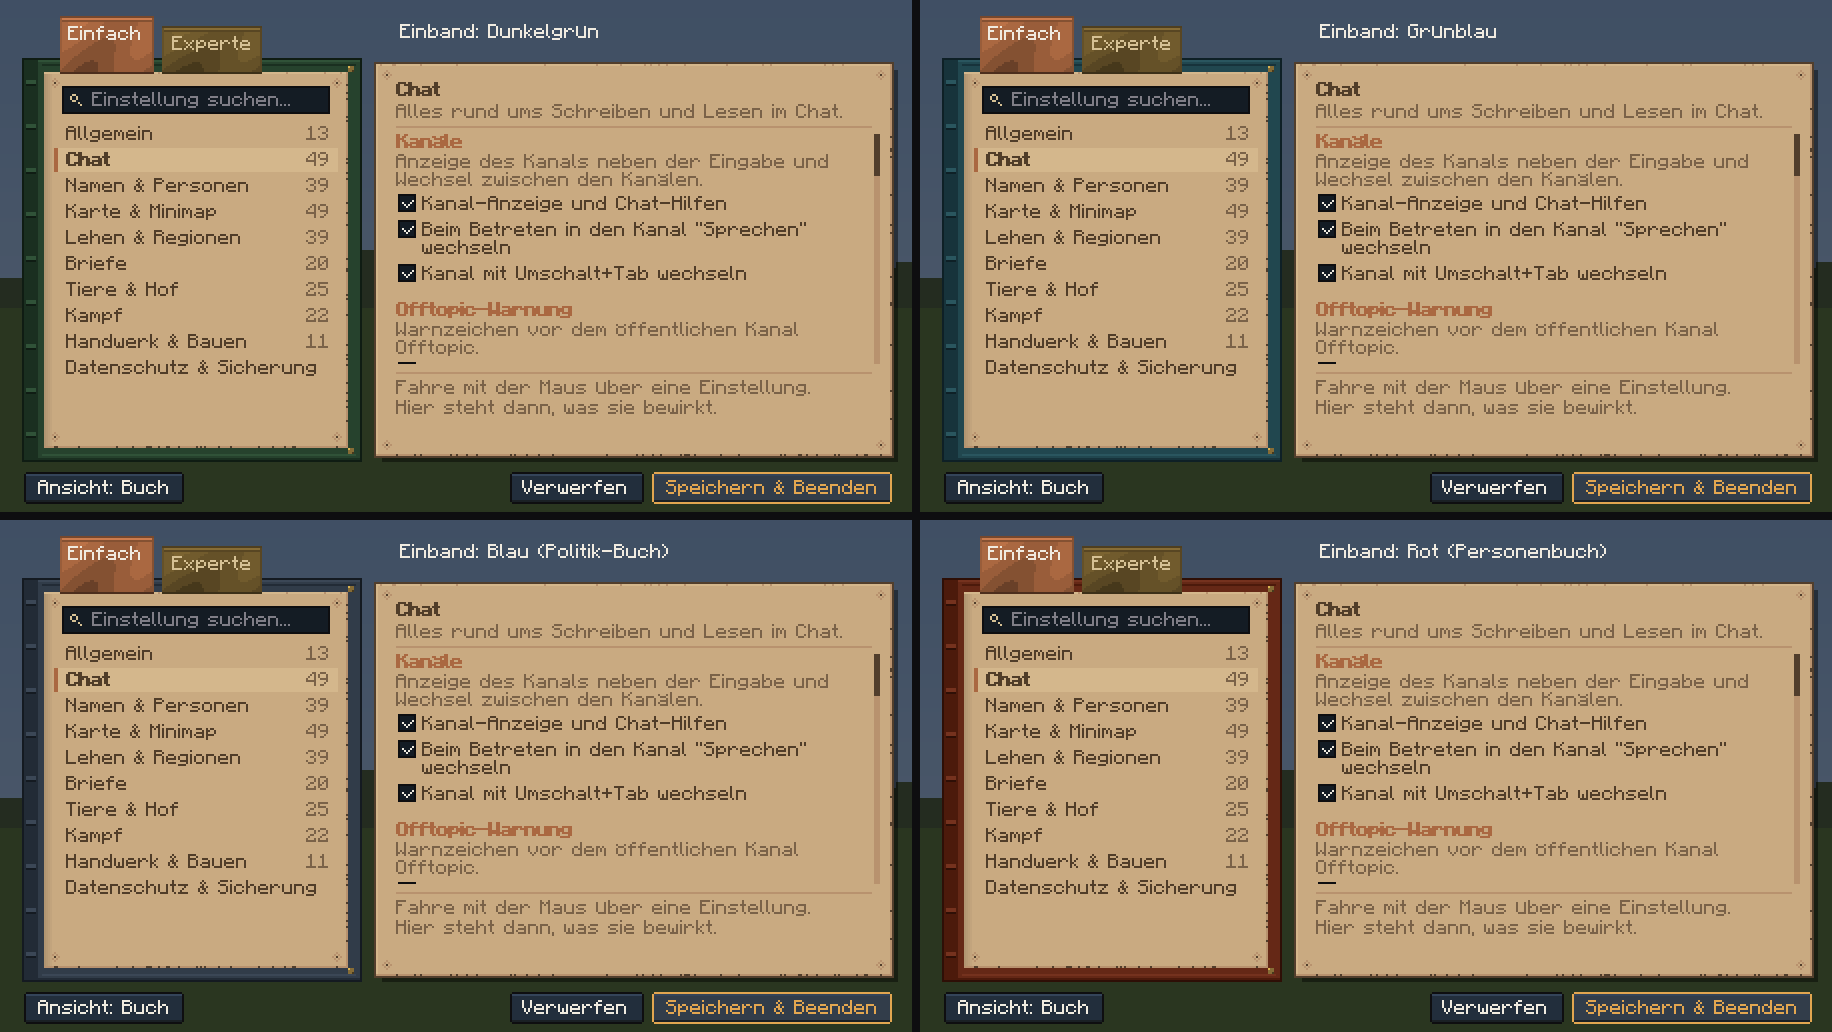 Einband: Dunkelgrün
Einfach
Experte
Einstellung suchen...
Allgemein 13
Chat 49
Namen & Personen 39
Karte & Minimap 49
Lehen & Regionen 39
Briefe 20
Tiere & Hof 25
Kampf 22
Handwerk & Bauen 11
Datenschutz & Sicherung
Chat
Alles rund ums Schreiben und Lesen im Chat.
Kanäle
Anzeige des Kanals neben der Eingabe und
Wechsel zwischen den Kanälen.
Kanal-Anzeige und Chat-Hilfen
Beim Betreten in den Kanal "Sprechen"
wechseln
Kanal mit Umschalt+Tab wechseln
Offtopic-Warnung
Warnzeichen vor dem öffentlichen Kanal
Offtopic.
Fahre mit der Maus über eine Einstellung.
Hier steht dann, was sie bewirkt.
Ansicht: Buch
Verwerfen
Speichern & Beenden
Einband: Grünblau
Einfach
Experte
Einstellung suchen...
Allgemein 13
Chat 49
Namen & Personen 39
Karte & Minimap 49
Lehen & Regionen 39
Briefe 20
Tiere & Hof 25
Kampf 22
Handwerk & Bauen 11
Datenschutz & Sicherung
Chat
Alles rund ums Schreiben und Lesen im Chat.
Kanäle
Anzeige des Kanals neben der Eingabe und
Wechsel zwischen den Kanälen.
Kanal-Anzeige und Chat-Hilfen
Beim Betreten in den Kanal "Sprechen"
wechseln
Kanal mit Umschalt+Tab wechseln
Offtopic-Warnung
Warnzeichen vor dem öffentlichen Kanal
Offtopic.
Fahre mit der Maus über eine Einstellung.
Hier steht dann, was sie bewirkt.
Ansicht: Buch
Verwerfen
Speichern & Beenden
Einband: Blau (Politik-Buch)
Einfach
Experte
Einstellung suchen...
Allgemein 13
Chat 49
Namen & Personen 39
Karte & Minimap 49
Lehen & Regionen 39
Briefe 20
Tiere & Hof 25
Kampf 22
Handwerk & Bauen 11
Datenschutz & Sicherung
Chat
Alles rund ums Schreiben und Lesen im Chat.
Kanäle
Anzeige des Kanals neben der Eingabe und
Wechsel zwischen den Kanälen.
Kanal-Anzeige und Chat-Hilfen
Beim Betreten in den Kanal "Sprechen"
wechseln
Kanal mit Umschalt+Tab wechseln
Offtopic-Warnung
Warnzeichen vor dem öffentlichen Kanal
Offtopic.
Fahre mit der Maus über eine Einstellung.
Hier steht dann, was sie bewirkt.
Ansicht: Buch
Verwerfen
Speichern & Beenden
Einband: Rot (Personenbuch)
Einfach
Experte
Einstellung suchen...
Allgemein 13
Chat 49
Namen & Personen 39
Karte & Minimap 49
Lehen & Regionen 39
Briefe 20
Tiere & Hof 25
Kampf 22
Handwerk & Bauen 11
Datenschutz & Sicherung
Chat
Alles rund ums Schreiben und Lesen im Chat.
Kanäle
Anzeige des Kanals neben der Eingabe und
Wechsel zwischen den Kanälen.
Kanal-Anzeige und Chat-Hilfen
Beim Betreten in den Kanal "Sprechen"
wechseln
Kanal mit Umschalt+Tab wechseln
Offtopic-Warnung
Warnzeichen vor dem öffentlichen Kanal
Offtopic.
Fahre mit der Maus über eine Einstellung.
Hier steht dann, was sie bewirkt.
Ansicht: Buch
Verwerfen
Speichern & Beenden